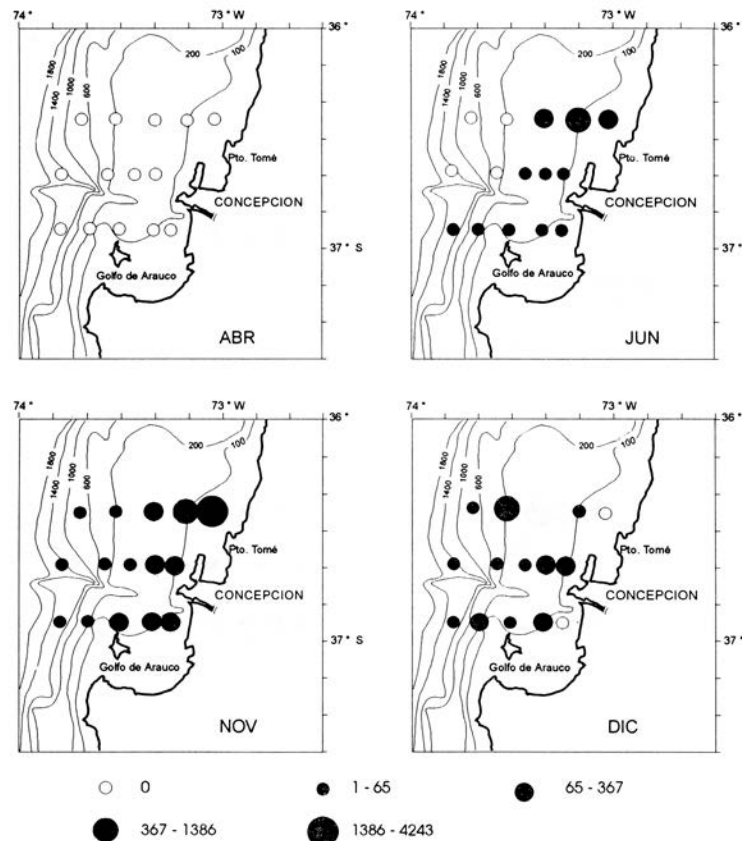 74° 73° W
36°
1800
1400
1000
600
200
100
Pto. Tomé
CONCEPCION
37° S
Golfo de Arauco
ABR
74° 73° W
36°
1800
1400
1000
600
200
100
Pto. Tomé
CONCEPCION
37° S
Golfo de Arauco
JUN
74° 73° W
36°
1800
1400
1000
600
200
100
Pto. Tomé
CONCEPCION
37° S
Golfo de Arauco
NOV
74° 73° W
36°
1800
1400
1000
600
200
100
Pto. Tomé
CONCEPCION
37° S
Golfo de Arauco
DIC
0 1 - 65 65 - 367
367 - 1386 1386 - 4243